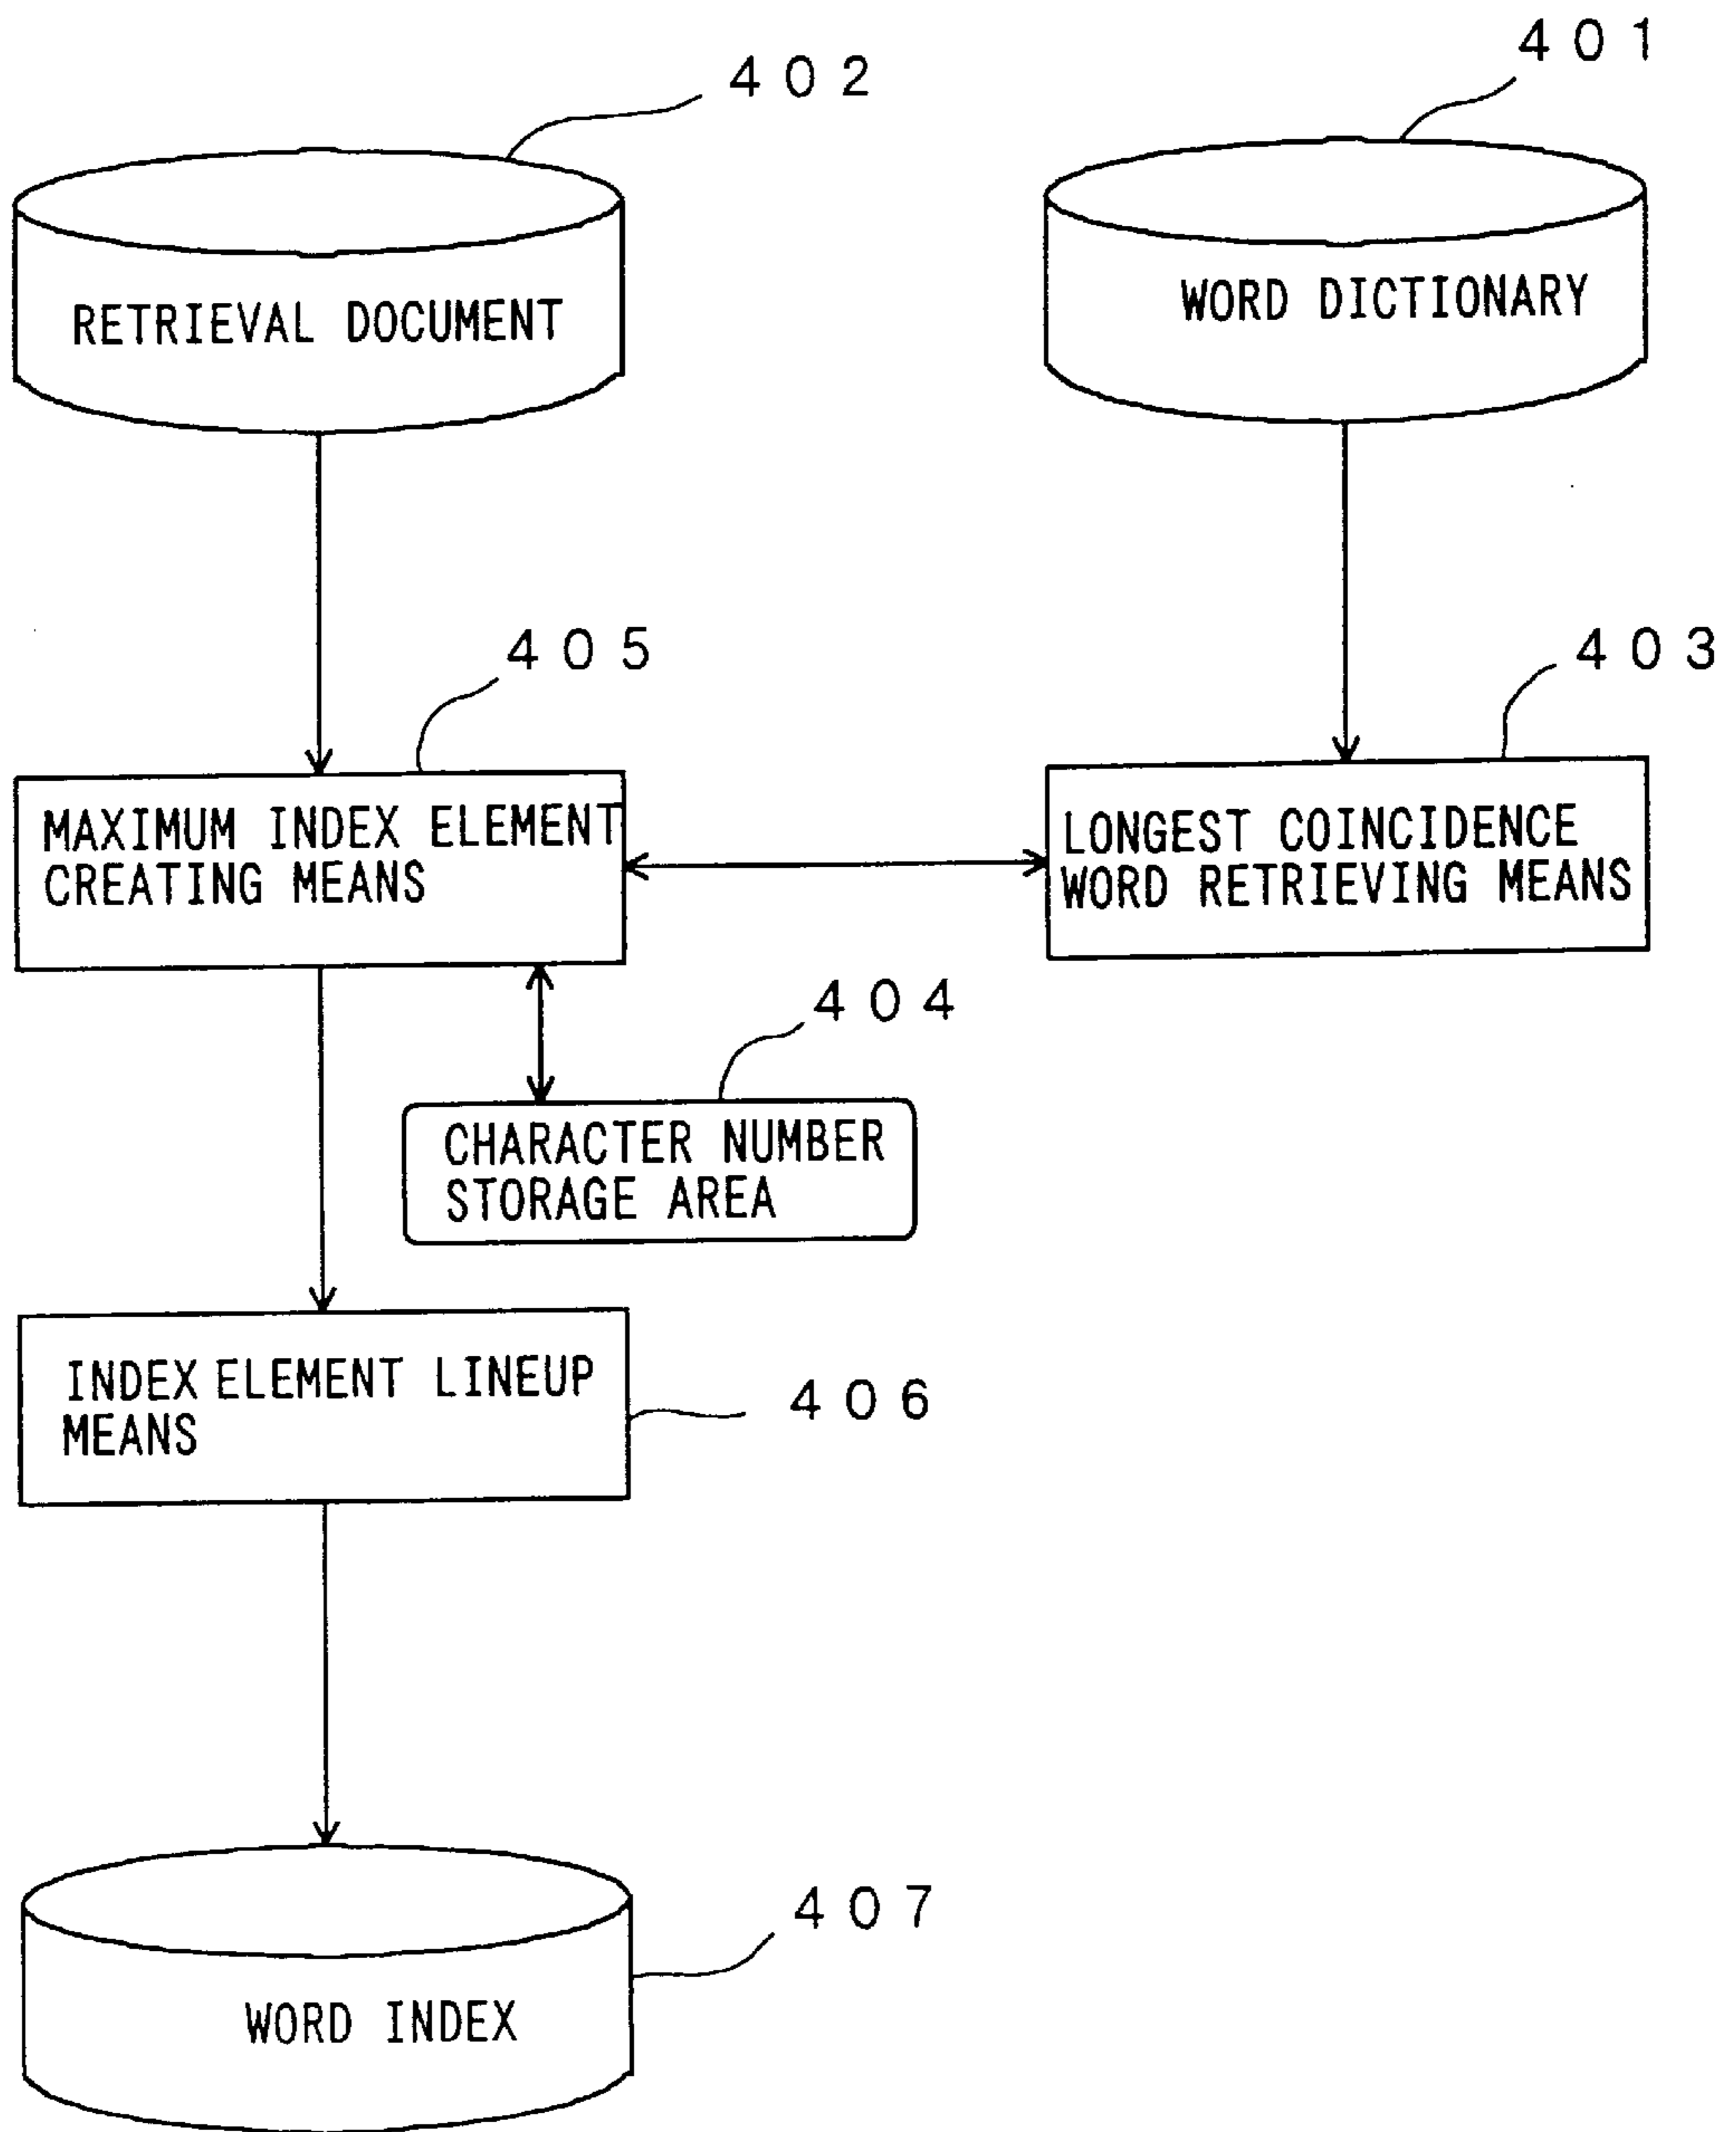 402
401
RETRIEVAL DOCUMENT
WORD DICTIONARY
405
403
MAXIMUM INDEX ELEMENT
CREATING MEANS
LONGEST COINCIDENCE
WORD RETRIEVING MEANS
404
CHARACTER NUMBER
STORAGE AREA
INDEX ELEMENT LINEUP
MEANS
406
407
WORD INDEX